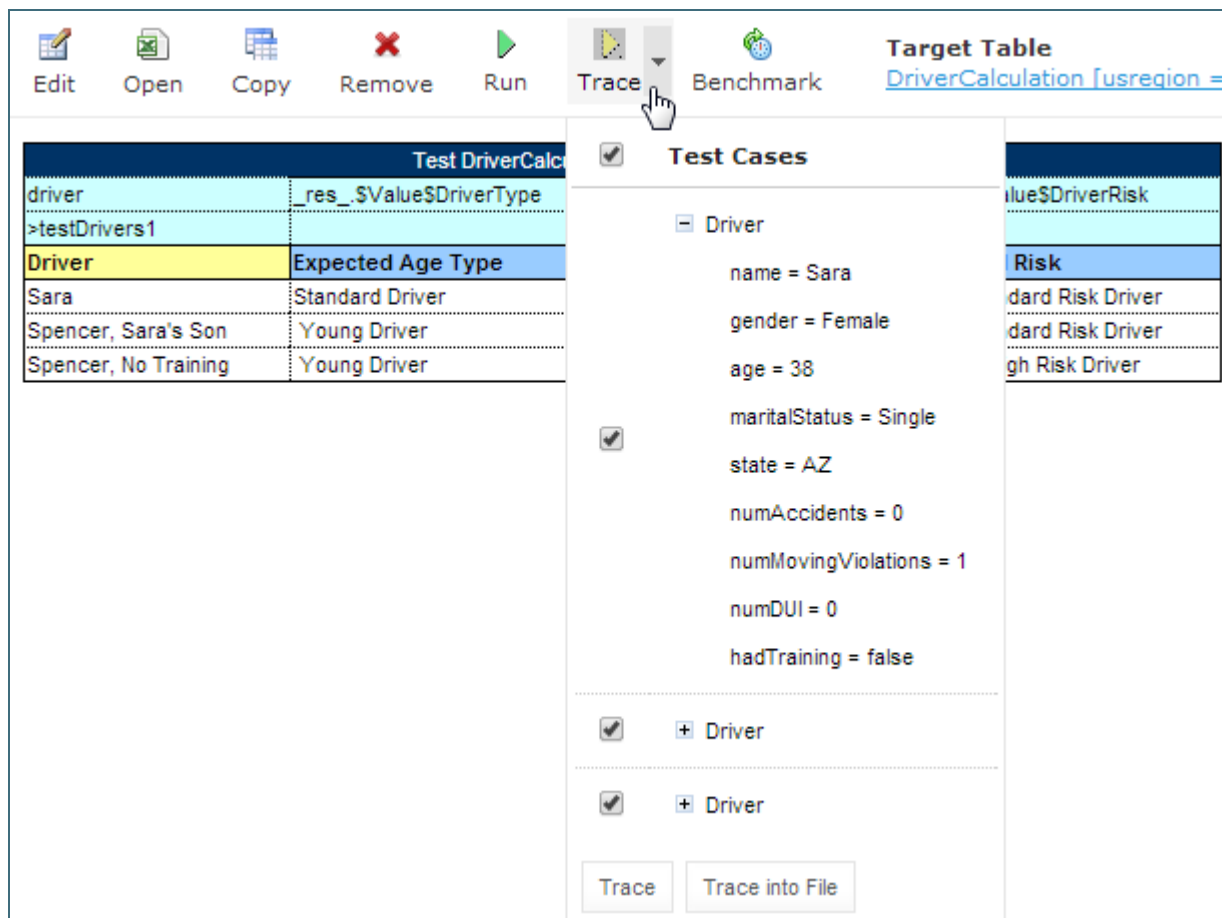 Edit Open Copy Remove Run Trace Benchmark
Target Table
DriverCalculation [usregion =
Test DriverCalc
driver _res_.$Value$DriverType alue$DriverRisk
>testDrivers1
Driver Expected Age Type Risk
Sara Standard Driver dard Risk Driver
Spencer, Sara's Son Young Driver dard Risk Driver
Spencer, No Training Young Driver gh Risk Driver
Test Cases
Driver
name = Sara
gender = Female
age = 38
maritalStatus = Single
state = AZ
numAccidents = 0
numMovingViolations = 1
numDUI = 0
hadTraining = false
Driver
Driver
Trace Trace into File